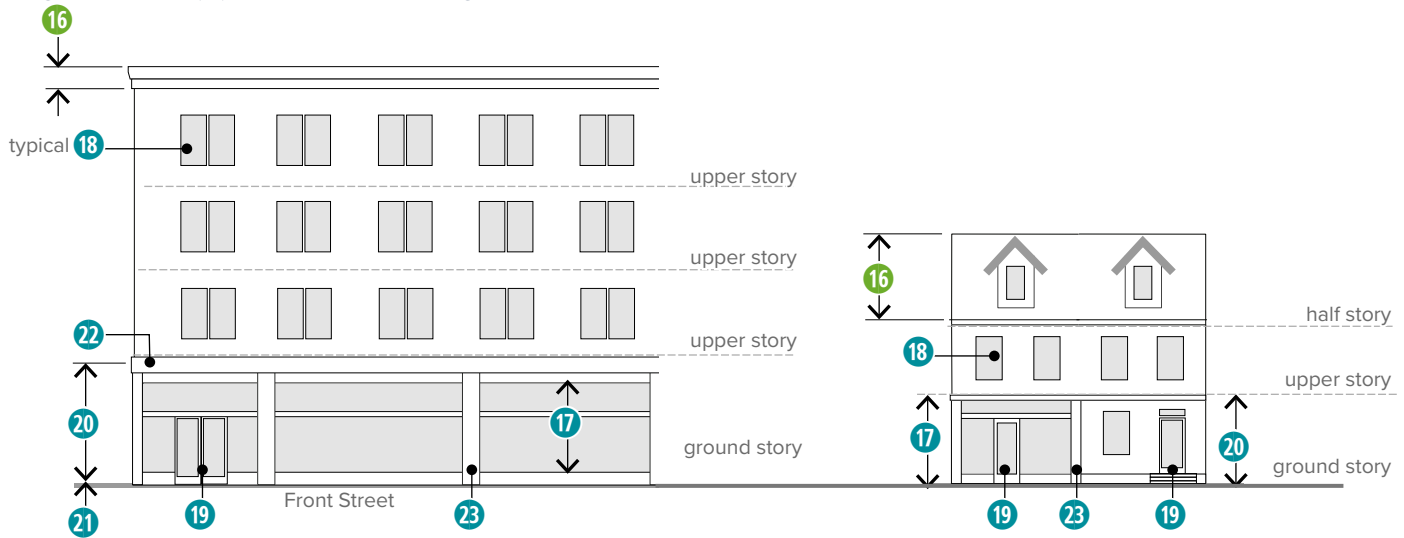 16
typical 18
upper story
upper story
16
half story
22
upper story
18
upper story
20
17
17
20
ground story
ground story
Front Street
21
19
23
19
23
19